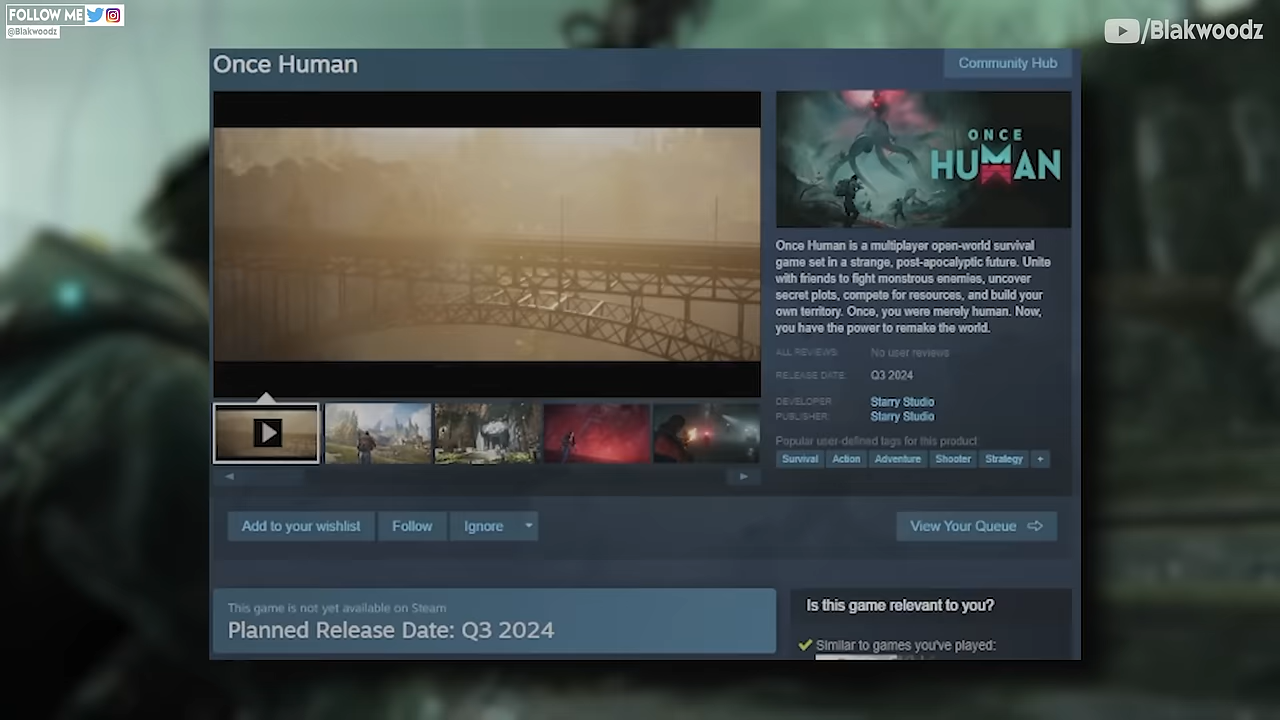 FOLLOW ME
@Blakwoodz
/Blakwoodz
Once Human
Community Hub
ONCE
HUMAN
Once Human is a multiplayer open-world survival
game set in a strange, post-apocalyptic future. Unite
with friends to fight monstrous enemies, uncover
secret plots, compete for resources, and build your
own territory. Once, you were merely human. Now,
you have the power to remake the world.
ALL REVIEWS: No user reviews
RELEASE DATE: Q3 2024
DEVELOPER: Starry Studio
PUBLISHER: Starry Studio
Popular user-defined tags for this product
Survival Action Adventure Shooter Strategy +
Add to your wishlist Follow Ignore View Your Queue
This game is not yet available on Steam
Planned Release Date: Q3 2024
Is this game relevant to you?
Similar to games you've played: